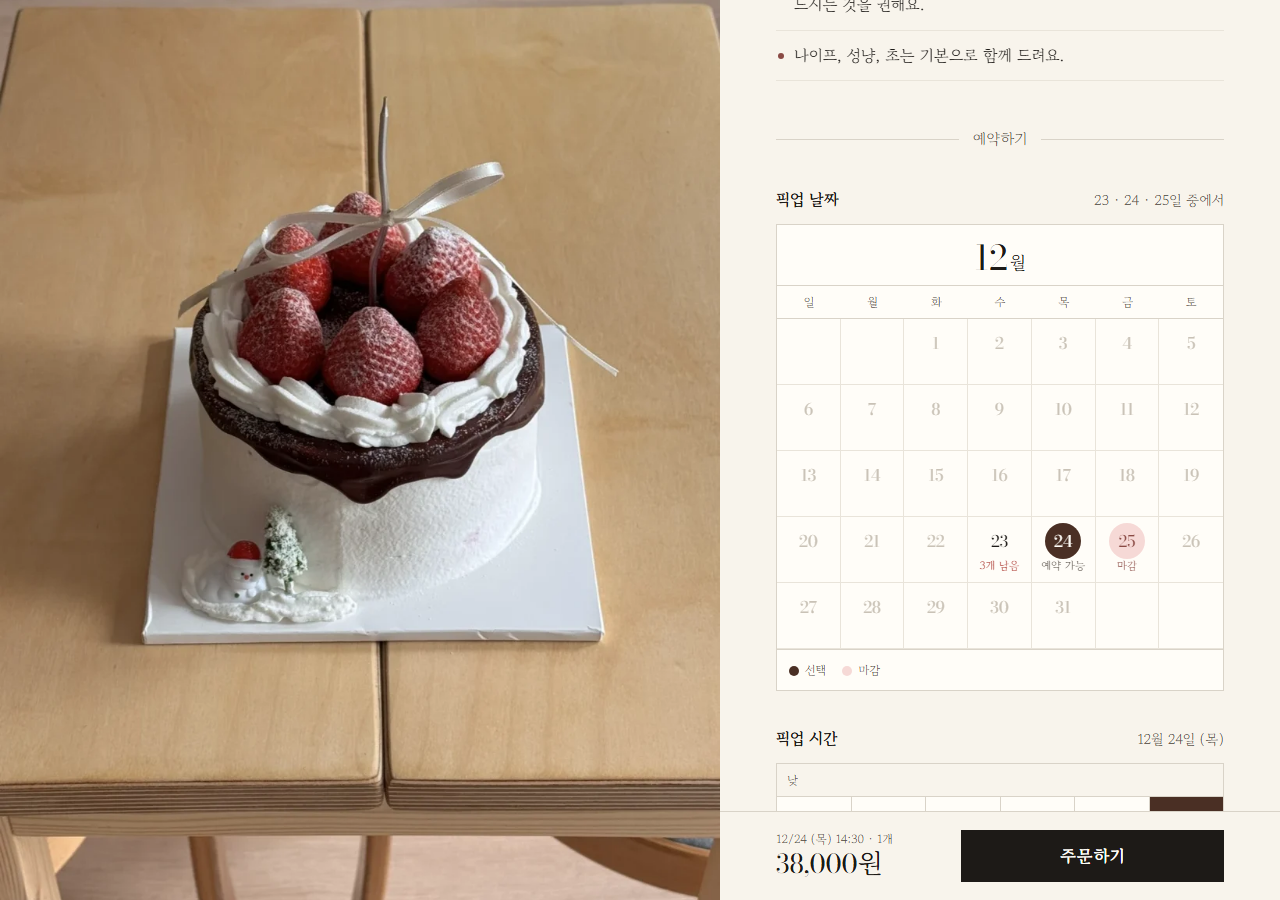 드시는 것을 권해요.
나이프, 성냥, 초는 기본으로 함께 드려요.
예약하기
픽업 날짜
23 · 24 · 25일 중에서
12월
일 월 화 수 목 금 토
1 2 3 4 5
6 7 8 9 10 11 12
13 14 15 16 17 18 19
20 21 22 23 24 25 26
3개 남음 예약 가능 마감
27 28 29 30 31
선택 마감
픽업 시간
12월 24일 (목)
낮
12/24 (목) 14:30 · 1개
38,000원
주문하기